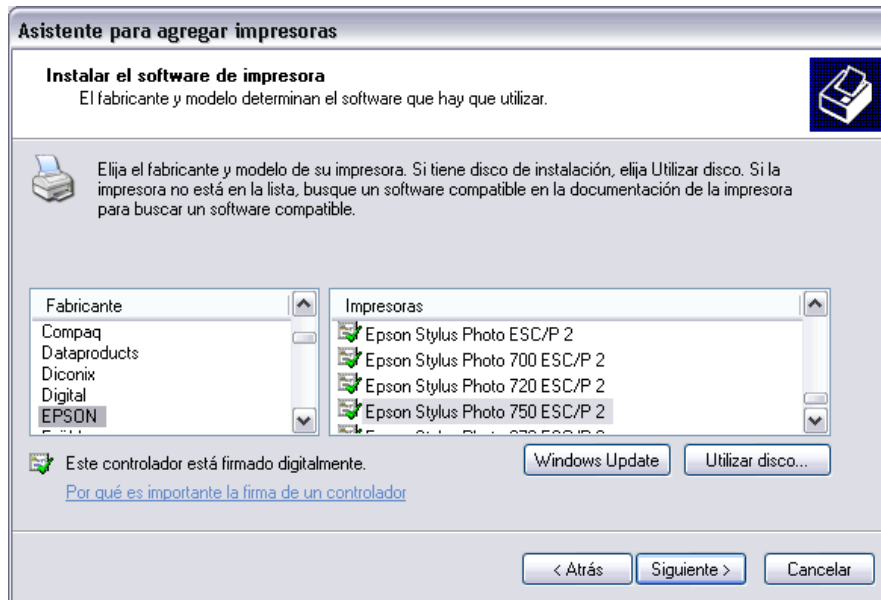 Asistente para agregar impresoras
Instalar el software de impresora
El fabricante y modelo determinan el software que hay que utilizar.
Elija el fabricante y modelo de su impresora. Si tiene disco de instalación, elija Utilizar disco. Si la
impresora no está en la lista, busque un software compatible en la documentación de la impresora
para buscar un software compatible.
Fabricante
Compaq
Dataproducts
Diconix
Digital
EPSON
Impresoras
Epson Stylus Photo ESC/P 2
Epson Stylus Photo 700 ESC/P 2
Epson Stylus Photo 720 ESC/P 2
Epson Stylus Photo 750 ESC/P 2
Este controlador está firmado digitalmente.
Por qué es importante la firma de un controlador
Windows Update
Utilizar disco...
< Atrás
Siguiente >
Cancelar